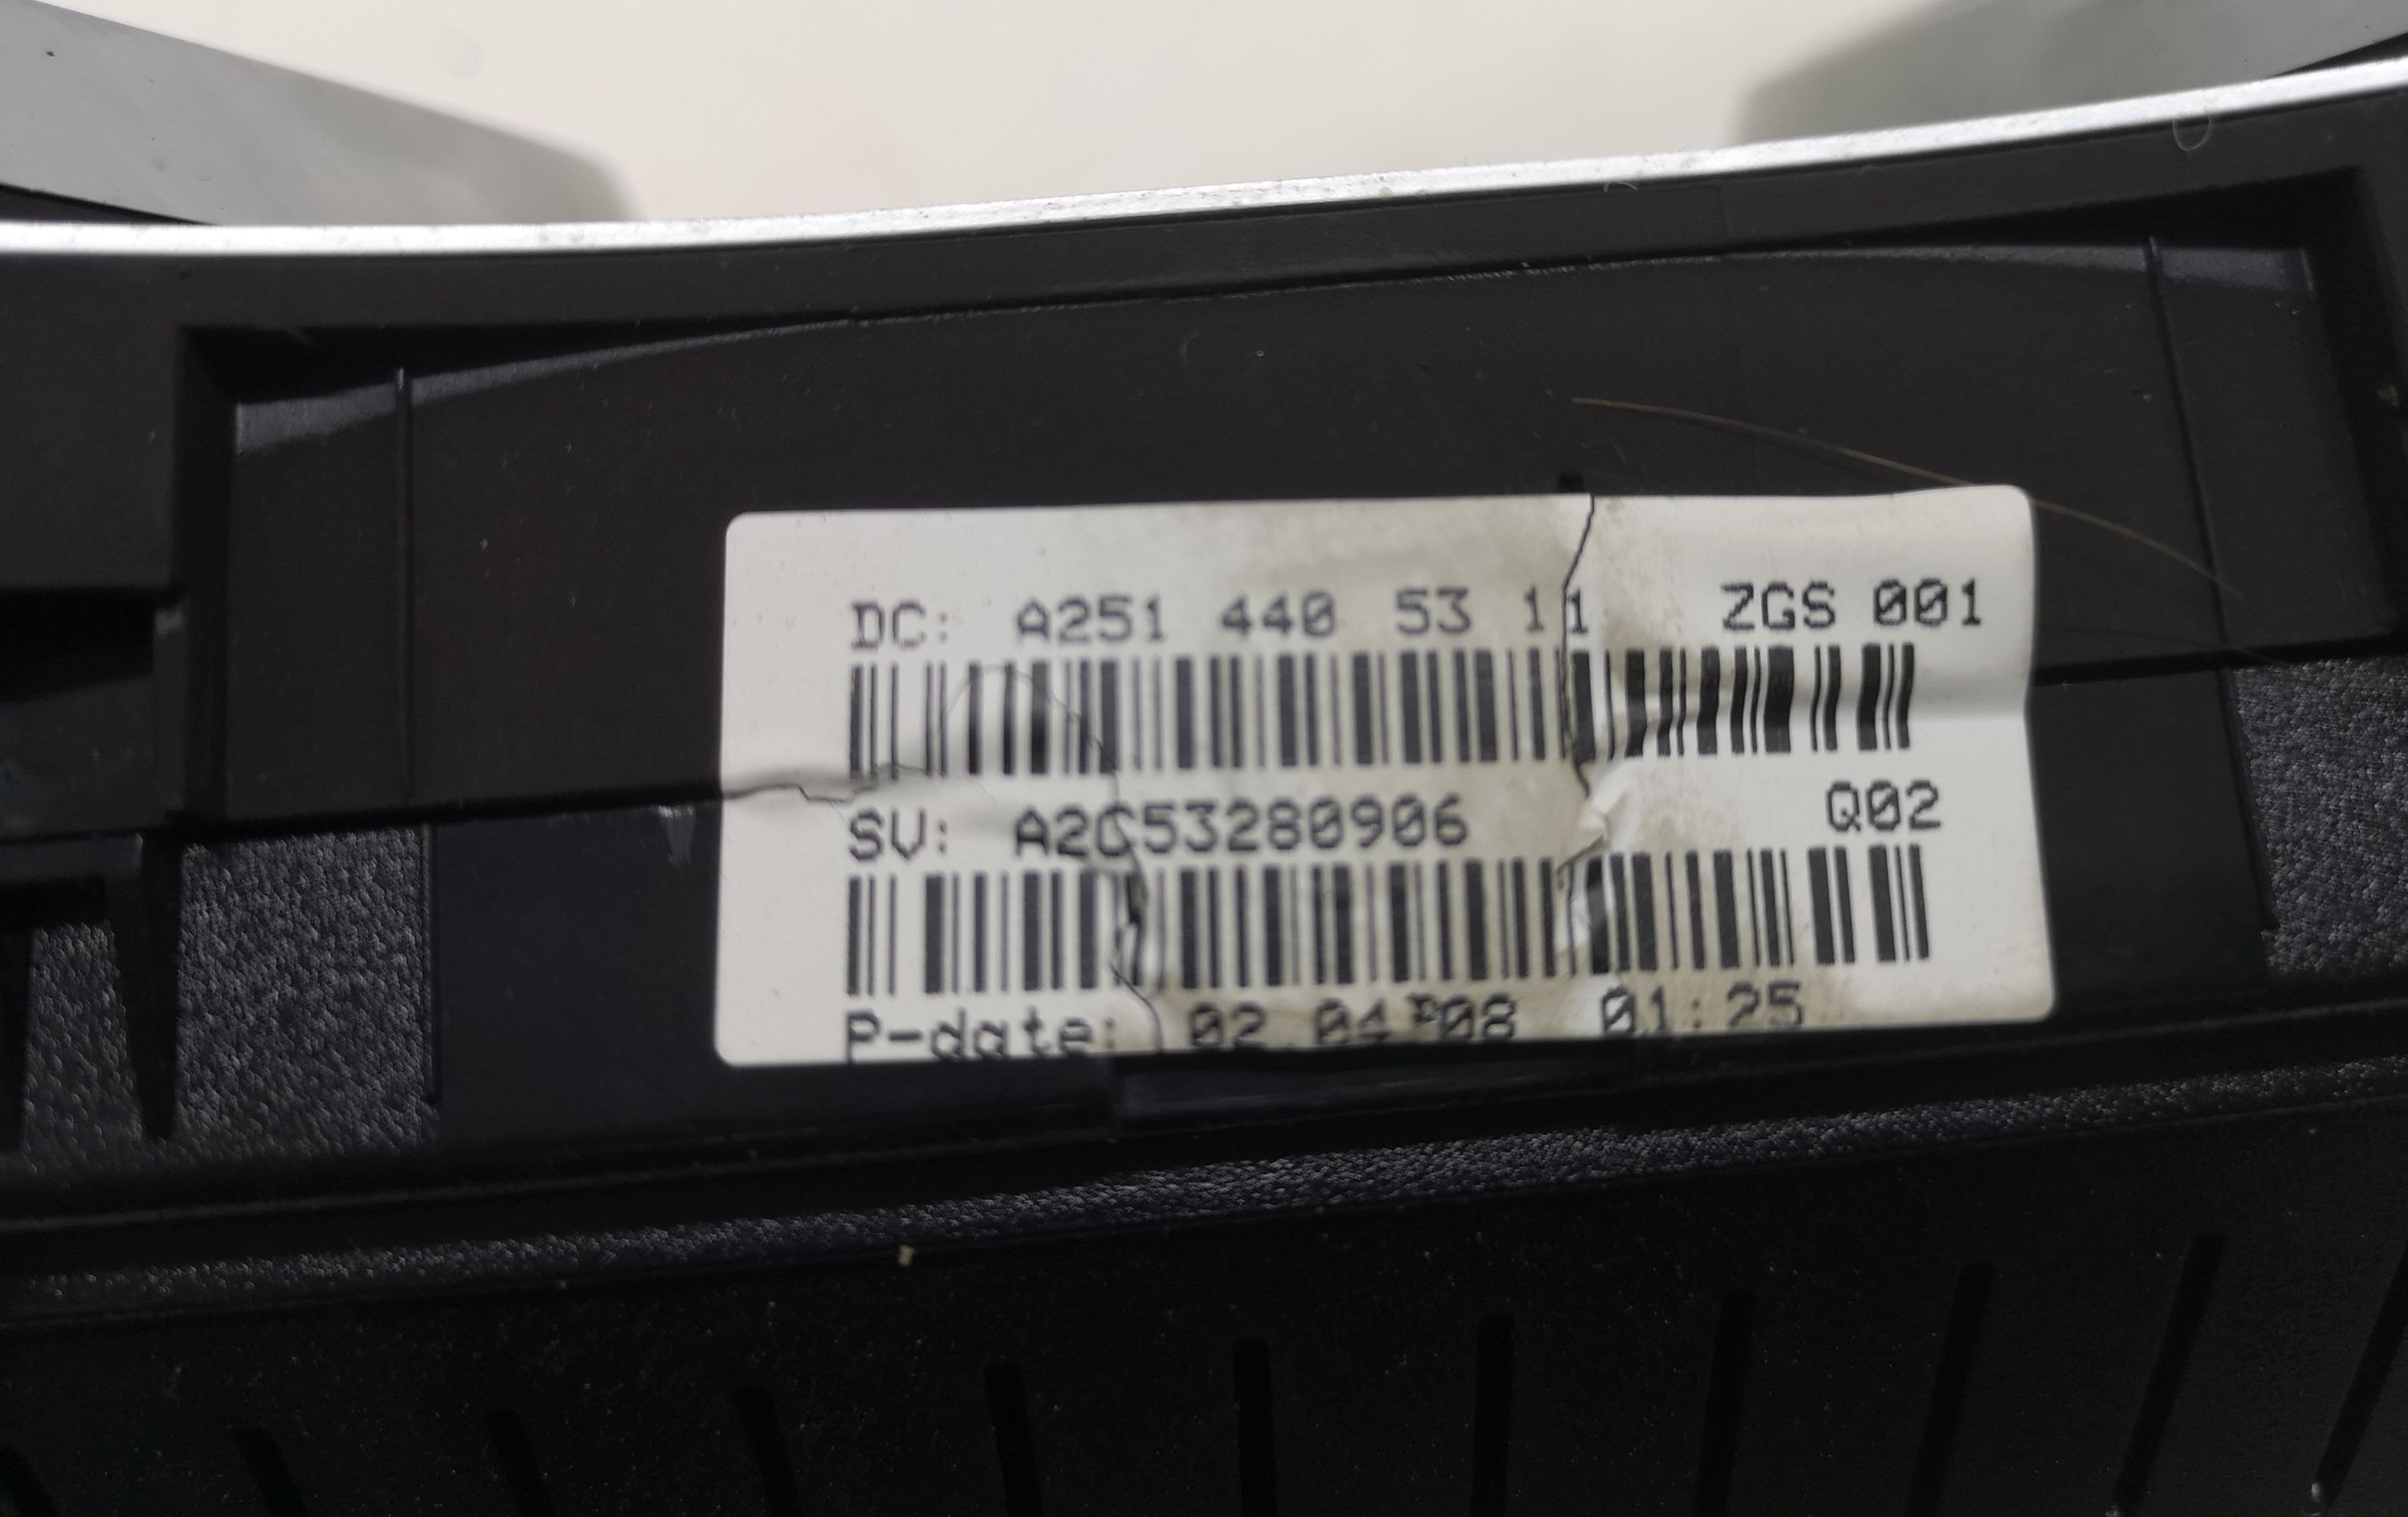 DC: A251 440 53 11 ZGS 001
SV: A2C53280906 Q02
P-date: 02.04.08 01:25